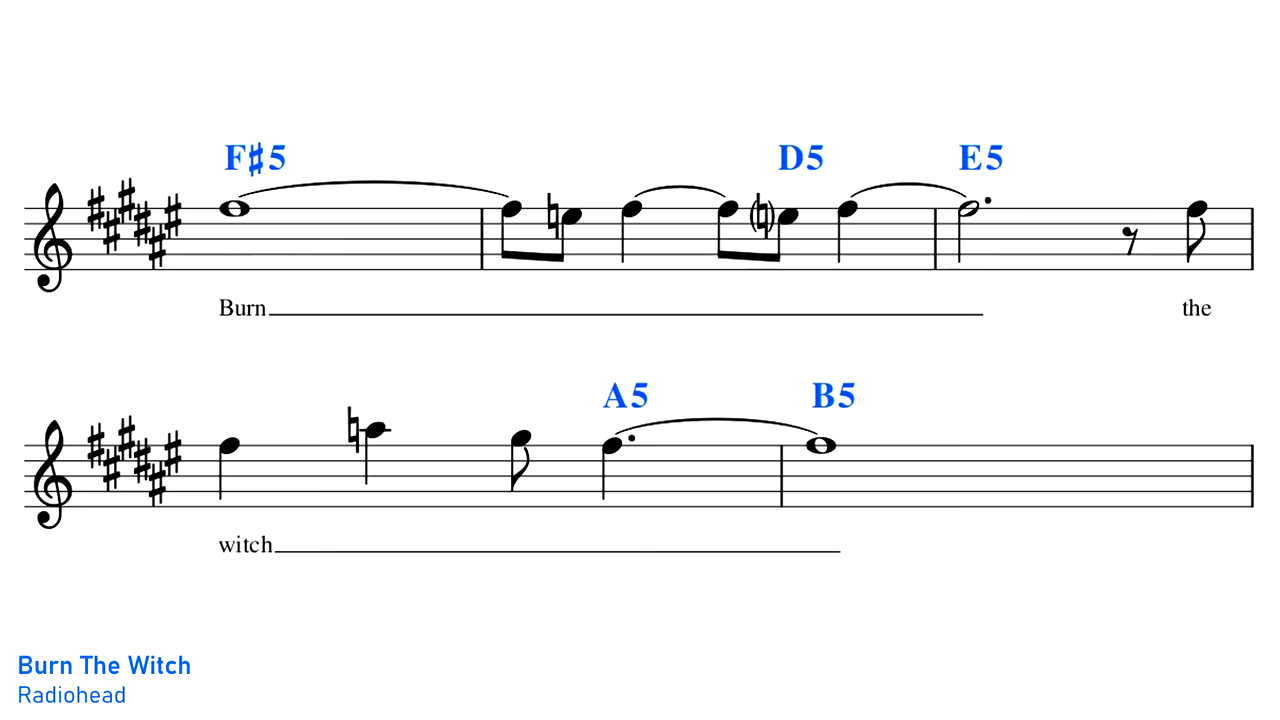 F♯5 D5 E5
Burn the
A5 B5
witch
Burn The Witch
Radiohead